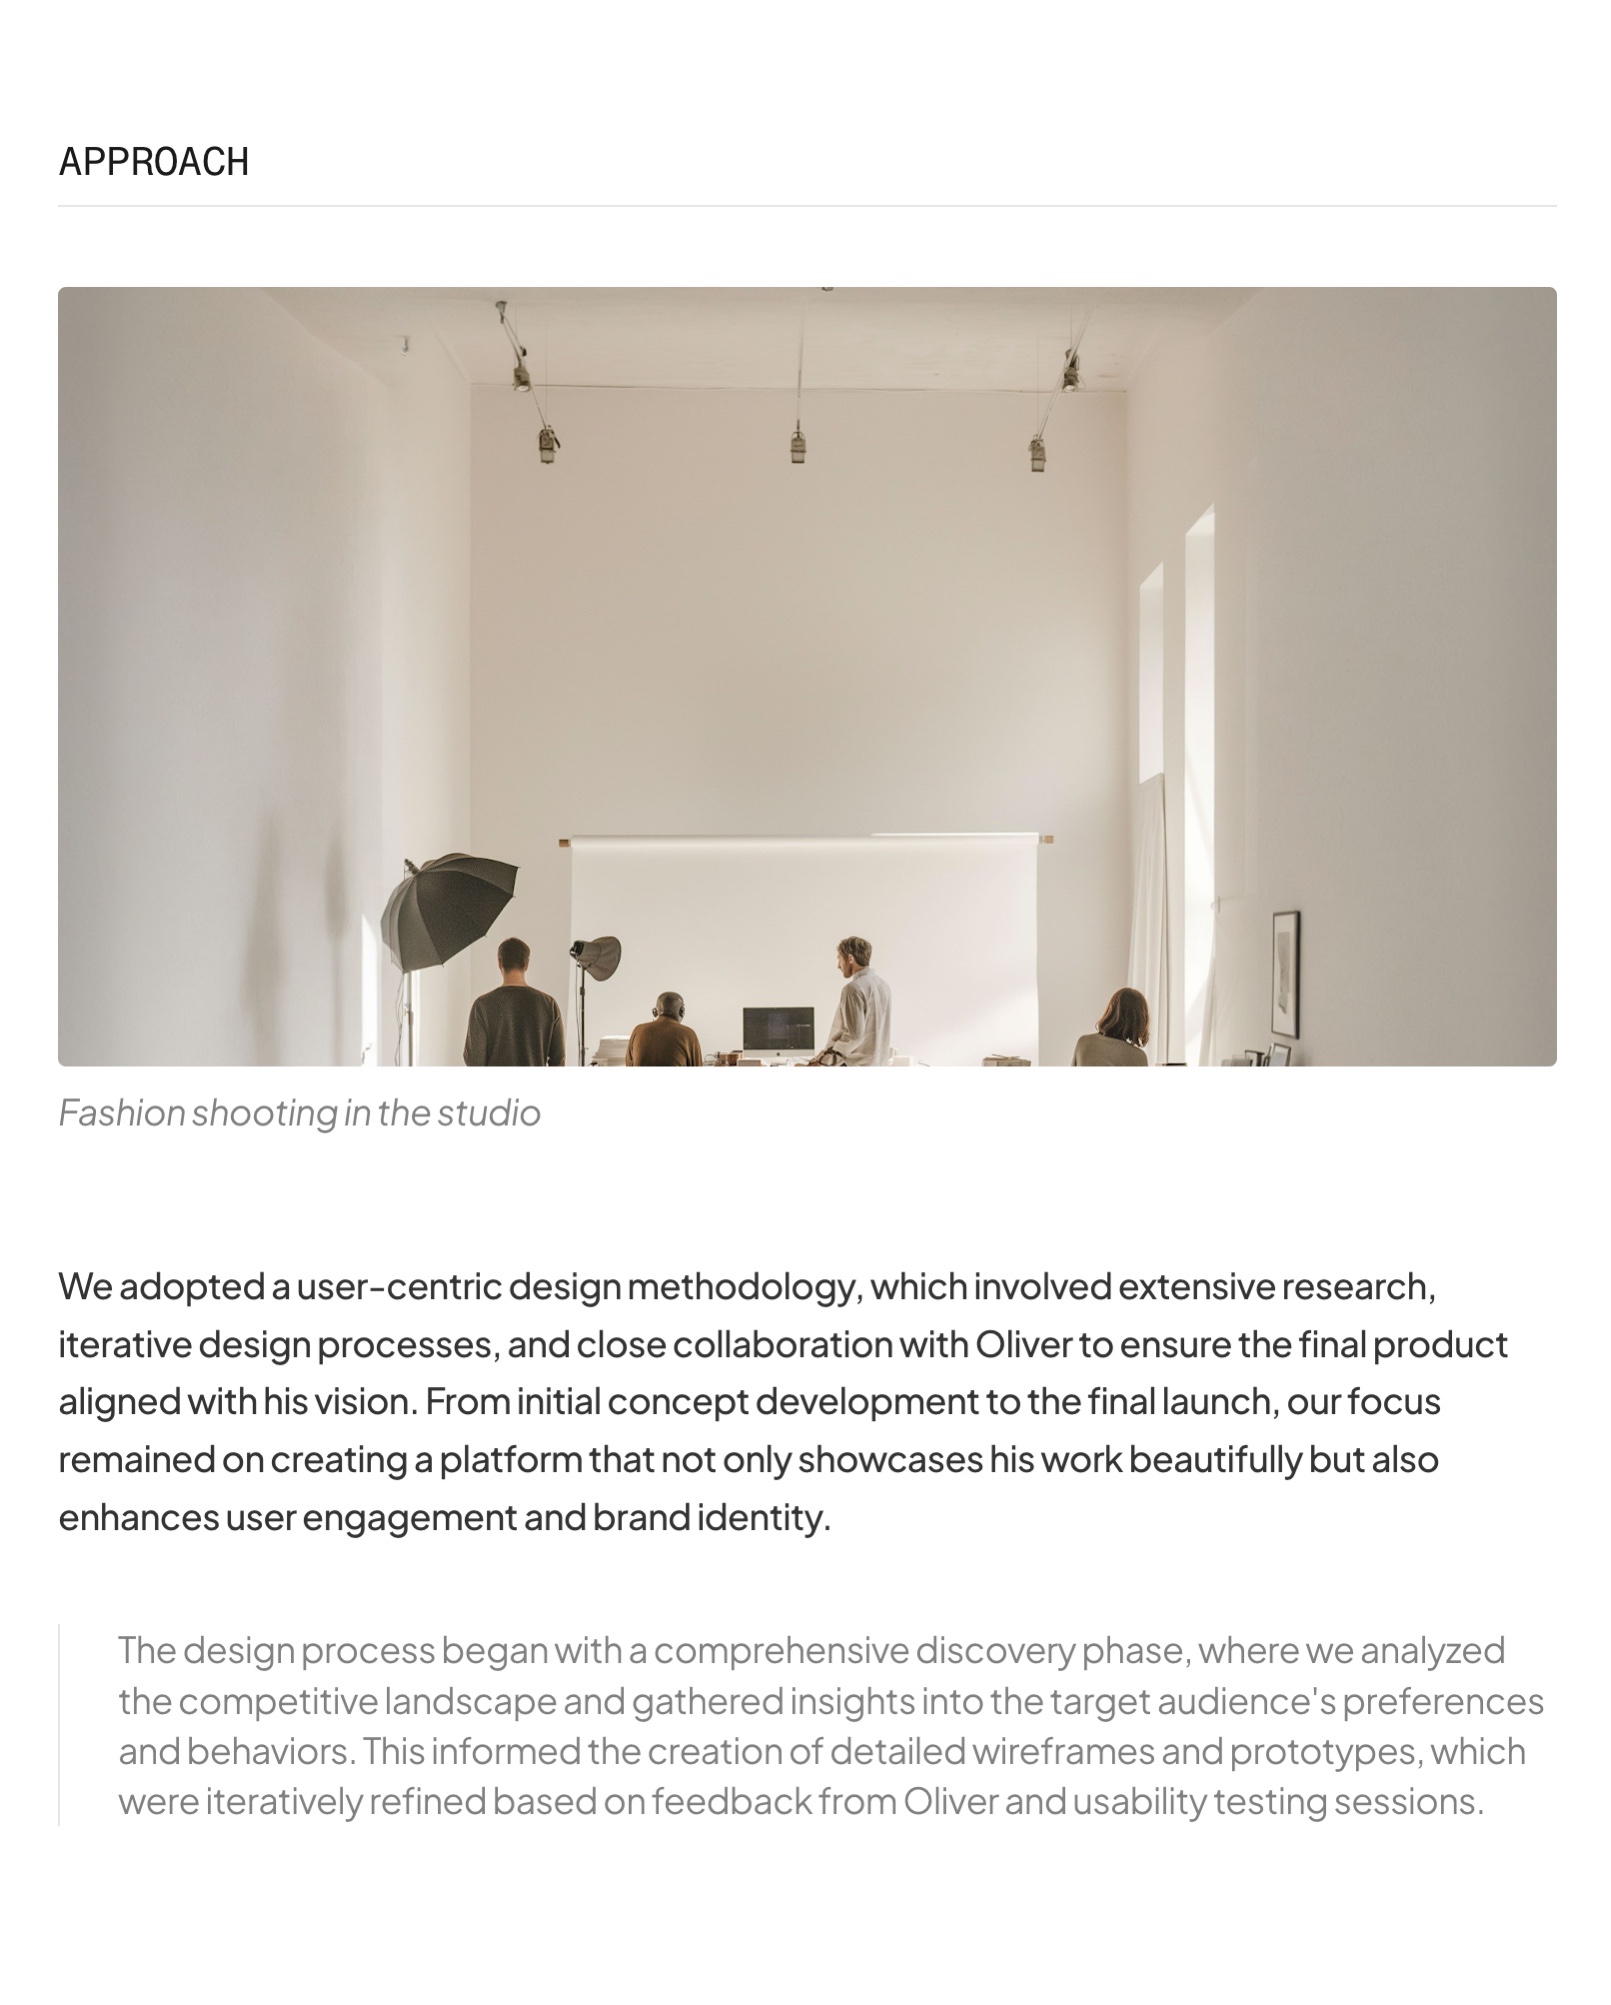 APPROACH
Fashion shooting in the studio
We adopted a user-centric design methodology, which involved extensive research,
iterative design processes, and close collaboration with Oliver to ensure the final product
aligned with his vision. From initial concept development to the final launch, our focus
remained on creating a platform that not only showcases his work beautifully but also
enhances user engagement and brand identity.
The design process began with a comprehensive discovery phase, where we analyzed
the competitive landscape and gathered insights into the target audience's preferences
and behaviors. This informed the creation of detailed wireframes and prototypes, which
were iteratively refined based on feedback from Oliver and usability testing sessions.